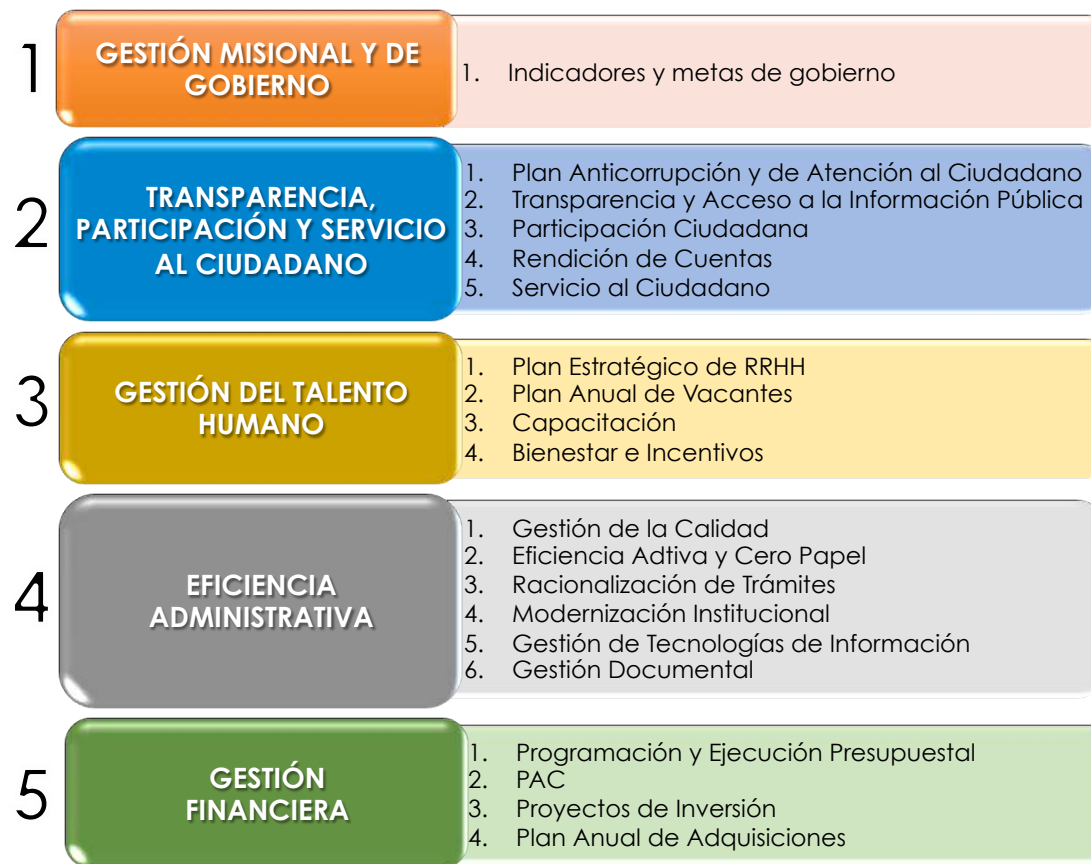 1
GESTIÓN MISIONAL Y DE
GOBIERNO
1. Indicadores y metas de gobierno
2
TRANSPARENCIA,
PARTICIPACIÓN Y SERVICIO
AL CIUDADANO
1. Plan Anticorrupción y de Atención al Ciudadano
2. Transparencia y Acceso a la Información Pública
3. Participación Ciudadana
4. Rendición de Cuentas
5. Servicio al Ciudadano
3
GESTIÓN DEL TALENTO
HUMANO
1. Plan Estratégico de RRHH
2. Plan Anual de Vacantes
3. Capacitación
4. Bienestar e Incentivos
4
EFICIENCIA
ADMINISTRATIVA
1. Gestión de la Calidad
2. Eficiencia Adtiva y Cero Papel
3. Racionalización de Trámites
4. Modernización Institucional
5. Gestión de Tecnologías de Información
6. Gestión Documental
5
GESTIÓN
FINANCIERA
1. Programación y Ejecución Presupuestal
2. PAC
3. Proyectos de Inversión
4. Plan Anual de Adquisiciones